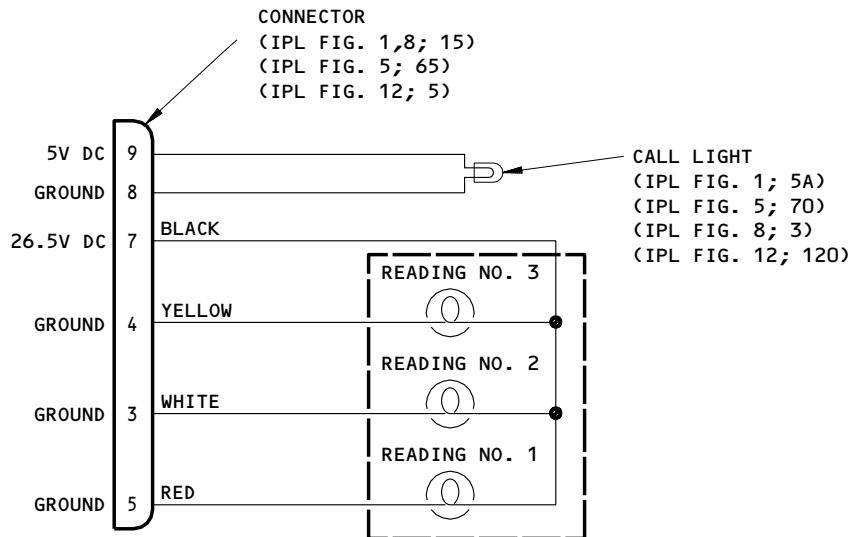 CONNECTOR
(IPL FIG. 1,8; 15)
(IPL FIG. 5; 65)
(IPL FIG. 12; 5)
5V DC 9
GROUND 8
CALL LIGHT
(IPL FIG. 1; 5A)
(IPL FIG. 5; 70)
(IPL FIG. 8; 3)
(IPL FIG. 12; 120)
26.5V DC 7 BLACK
READING NO. 3
GROUND 4 YELLOW
READING NO. 2
GROUND 3 WHITE
READING NO. 1
GROUND 5 RED